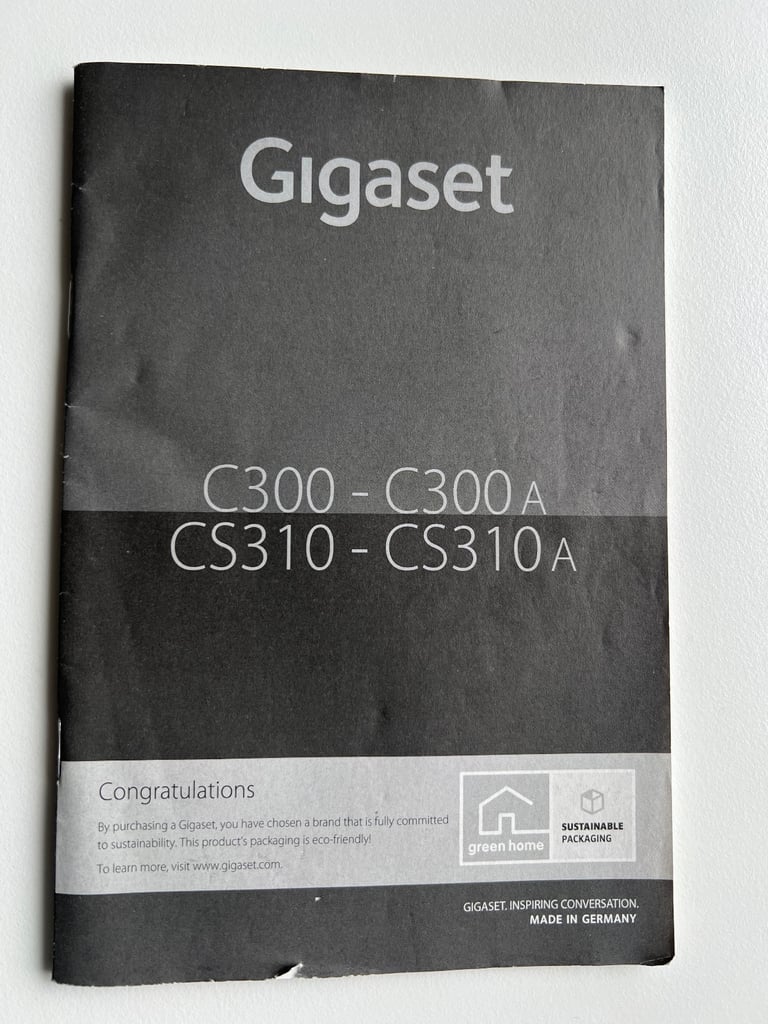 Gigaset
C300 - C300 A
CS310 - CS310 A
Congratulations
By purchasing a Gigaset, you have chosen a brand that is fully committed
to sustainability. This product's packaging is eco-friendly!
To learn more, visit www.gigaset.com.
green home
SUSTAINABLE
PACKAGING
GIGASET. INSPIRING CONVERSATION.
MADE IN GERMANY